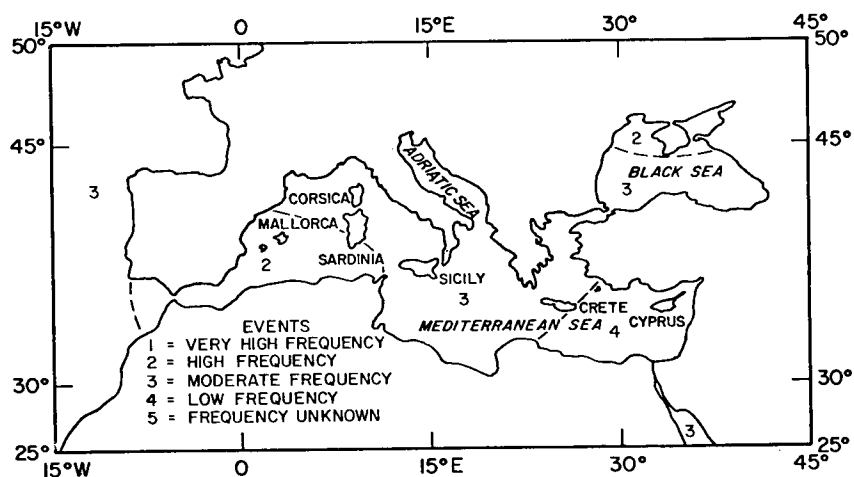 15°W 0 15°E 30° 45°
50° 50°
45° 45°
2
BLACK SEA
3
3
ADRIATIC SEA
CORSICA
MALLORCA
SARDINIA
2
SICILY
3
CRETE
CYPRUS
MEDITERRANEAN SEA
4
EVENTS
1 = VERY HIGH FREQUENCY
2 = HIGH FREQUENCY
3 = MODERATE FREQUENCY
4 = LOW FREQUENCY
5 = FREQUENCY UNKNOWN
30° 30°
3
25° 25°
15°W 0 15°E 30° 45°